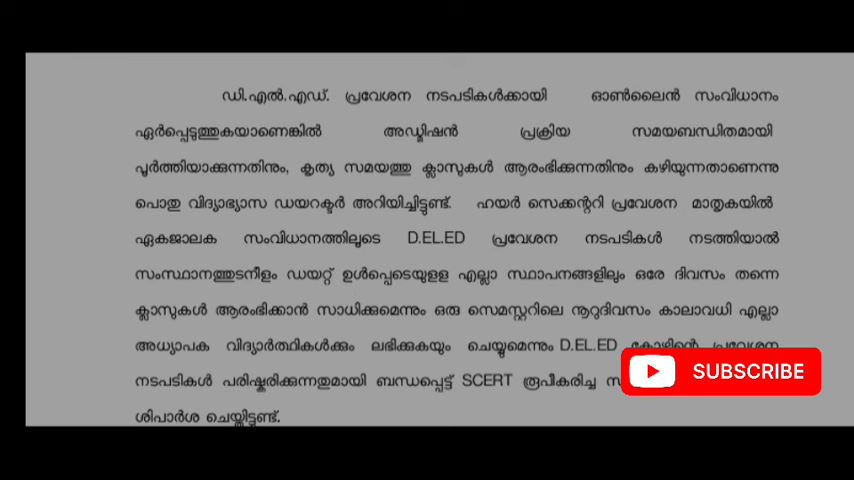 ഡി.എൽ.എഡ്. പ്രവേശന നടപടികൾക്കായി ഓൺലൈൻ സംവിധാനം
ഏർപ്പെടുത്തുകയാണെങ്കിൽ അഡ്മിഷൻ പ്രക്രിയ സമയബന്ധിതമായി
പൂർത്തിയാക്കുന്നതിനും, കൃത്യ സമയത്തു ക്ലാസുകൾ ആരംഭിക്കുന്നതിനും കഴിയുന്നതാണെന്നു
പൊതു വിദ്യാഭ്യാസ ഡയറക്ടർ അറിയിച്ചിട്ടുണ്ട്. ഹയർ സെക്കന്ററി പ്രവേശന മാതൃകയിൽ
ഏകജാലക സംവിധാനത്തിലൂടെ D.EL.ED പ്രവേശന നടപടികൾ നടത്തിയാൽ
സംസ്ഥാനത്തുടനീളം ഡയറ്റ് ഉൾപ്പെടെയുളള എല്ലാ സ്ഥാപനങ്ങളിലും ഒരേ ദിവസം തന്നെ
ക്ലാസുകൾ ആരംഭിക്കാൻ സാധിക്കുമെന്നും ഒരു സെമസ്റ്ററിലെ നൂറുദിവസം കാലാവധി എല്ലാ
അധ്യാപക വിദ്യാർത്ഥികൾക്കും ലഭിക്കുകയും ചെയ്യുമെന്നും D.EL.ED കോഴ്സിന്റെ പ്രവേശന
നടപടികൾ പരിഷ്കരിക്കുന്നതുമായി ബന്ധപ്പെട്ട് SCERT രൂപീകരിച്ച
ശിപാർശ ചെയ്തിട്ടുണ്ട്.
SUBSCRIBE